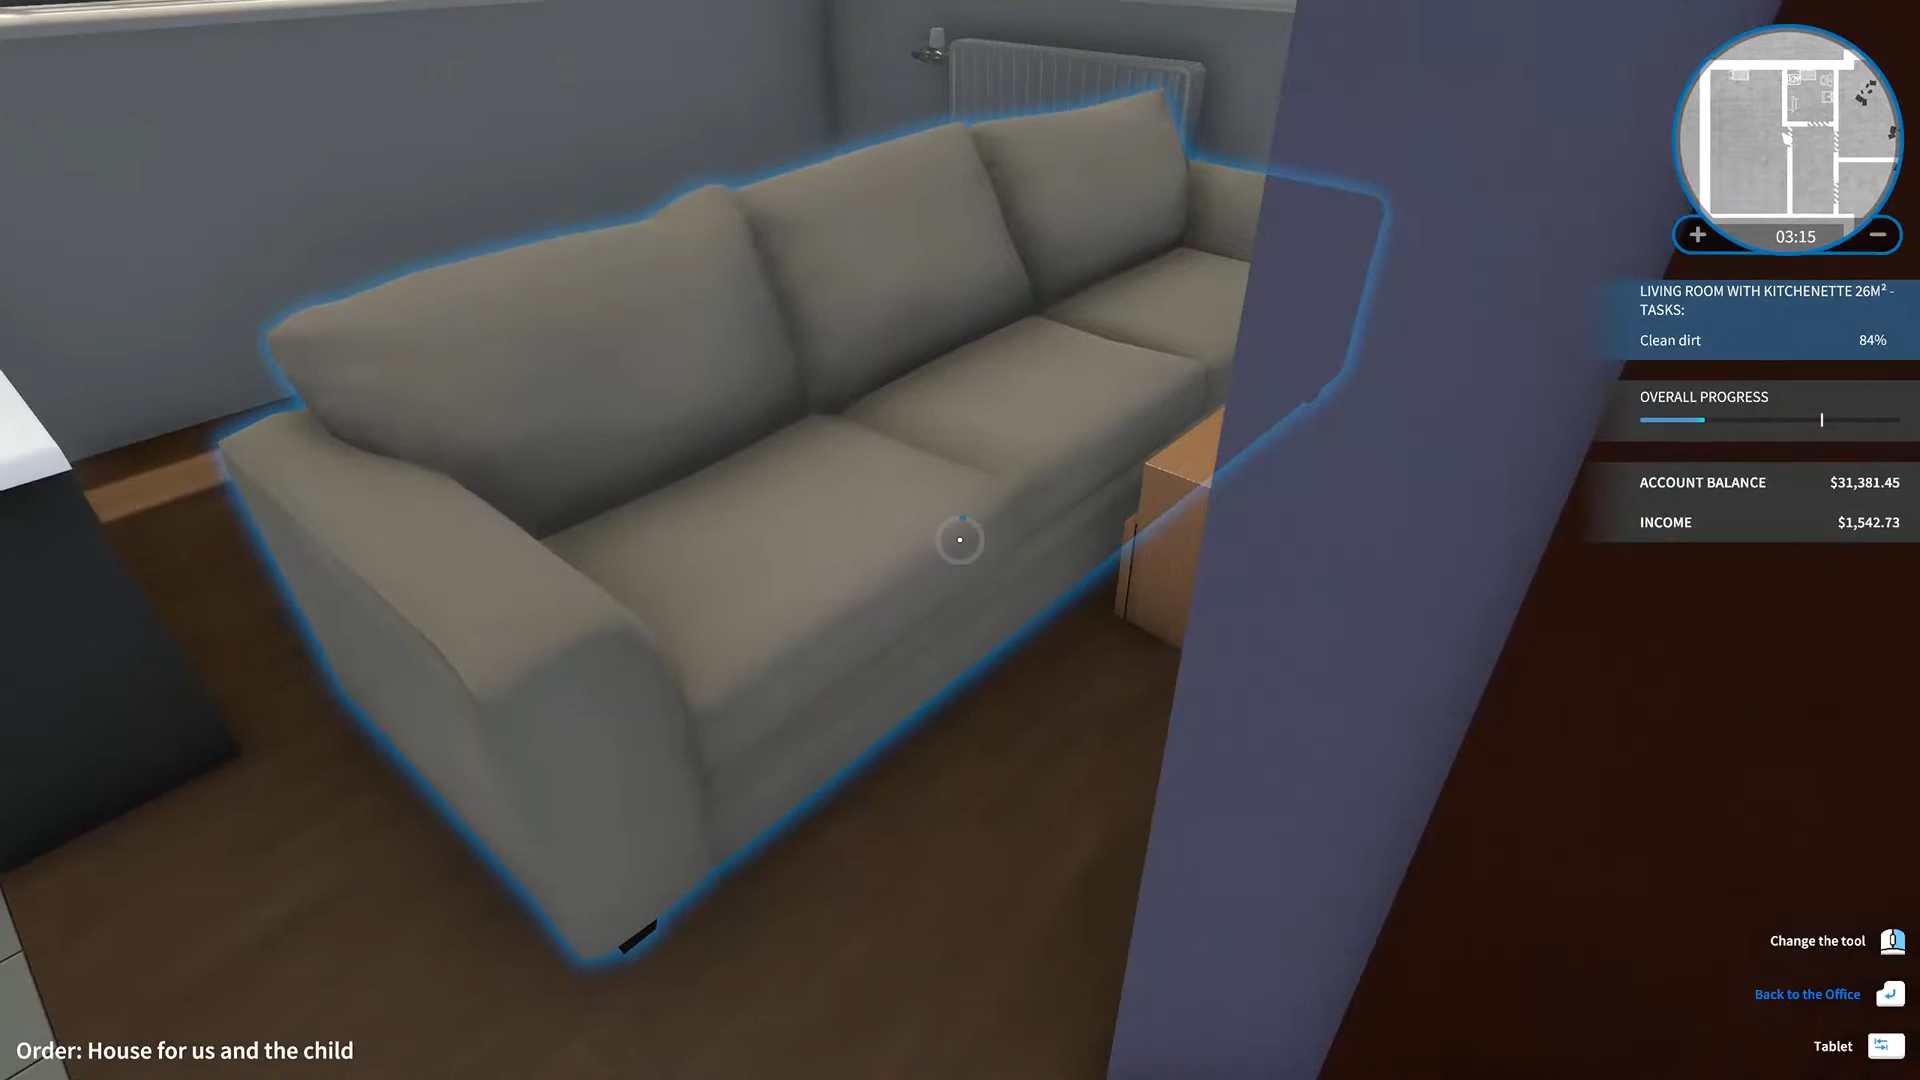 03:15
LIVING ROOM WITH KITCHENETTE 26M² -
TASKS:
Clean dirt 84%
OVERALL PROGRESS
ACCOUNT BALANCE $31,381.45
INCOME $1,542.73
Change the tool
Back to the Office
Tablet
Order: House for us and the child